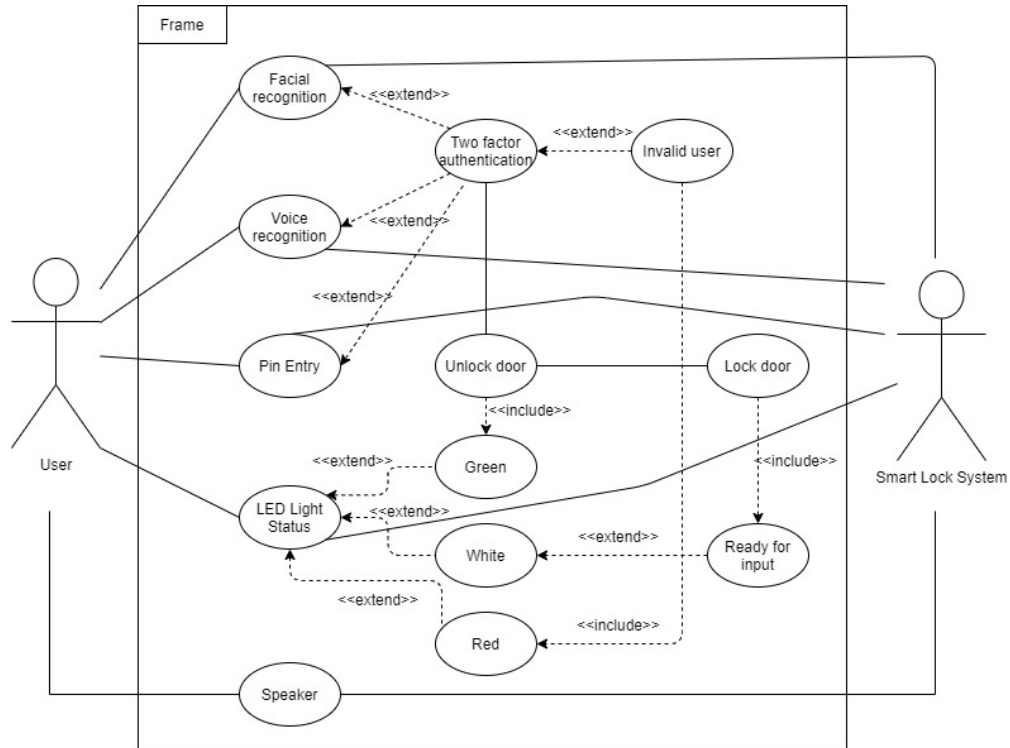 Frame
Facial
recognition
<<extend>>
Two factor
authentication
<<extend>>
Invalid user
Voice
recognition
<<extend>>
<<extend>>
Pin Entry
Unlock door
Lock door
<<include>>
Green
<<extend>>
<<include>>
User
Smart Lock System
LED Light
Status
<<extend>>
White
<<extend>>
Ready for
input
<<extend>>
Red
<<include>>
Speaker